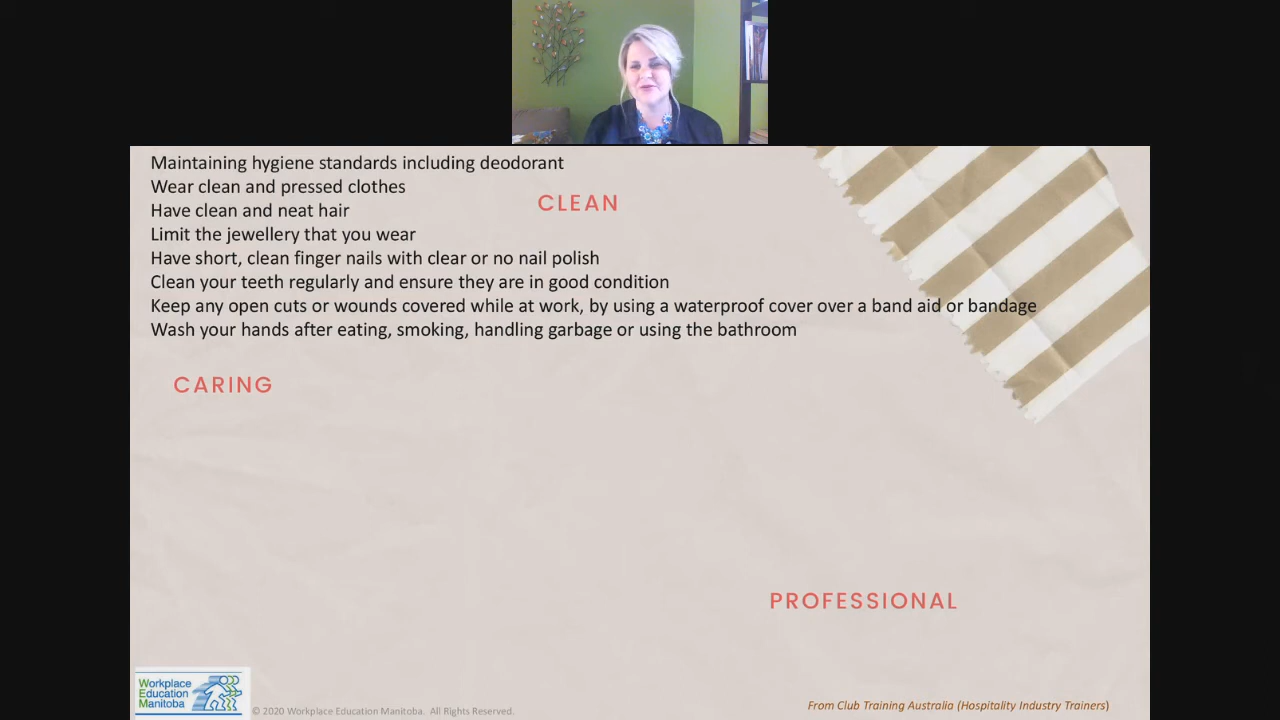 Maintaining hygiene standards including deodorant
Wear clean and pressed clothes
CLEAN
Have clean and neat hair
Limit the jewellery that you wear
Have short, clean finger nails with clear or no nail polish
Clean your teeth regularly and ensure they are in good condition
Keep any open cuts or wounds covered while at work, by using a waterproof cover over a band aid or bandage
Wash your hands after eating, smoking, handling garbage or using the bathroom
CARING
PROFESSIONAL
Workplace
Education
Manitoba
© 2020 Workplace Education Manitoba. All Rights Reserved.
From Club Training Australia (Hospitality Industry Trainers)